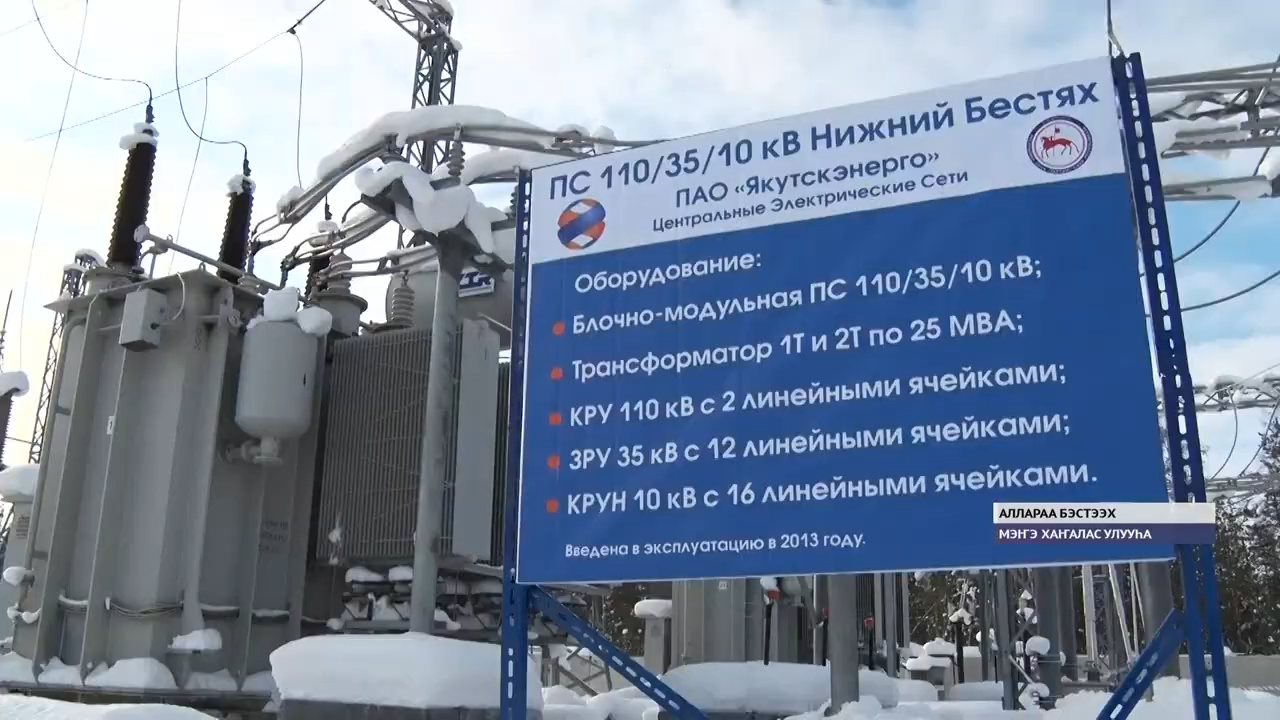 ПС 110/35/10 кВ Нижний Бестях
ПАО «Якутскэнерго»
Центральные Электрические Сети
Оборудование:
Блочно-модульная ПС 110/35/10 кВ;
Трансформатор 1Т и 2Т по 25 МВА;
КРУ 110 кВ с 2 линейными ячейками;
ЗРУ 35 кВ с 12 линейными ячейками;
КРУН 10 кВ с 16 линейными ячейками.
Введена в эксплуатацию в 2013 году.
АЛЛАРАА БЭСТЭЭХ
МЭҤЭ ХАҤАЛАС УЛУУҺА